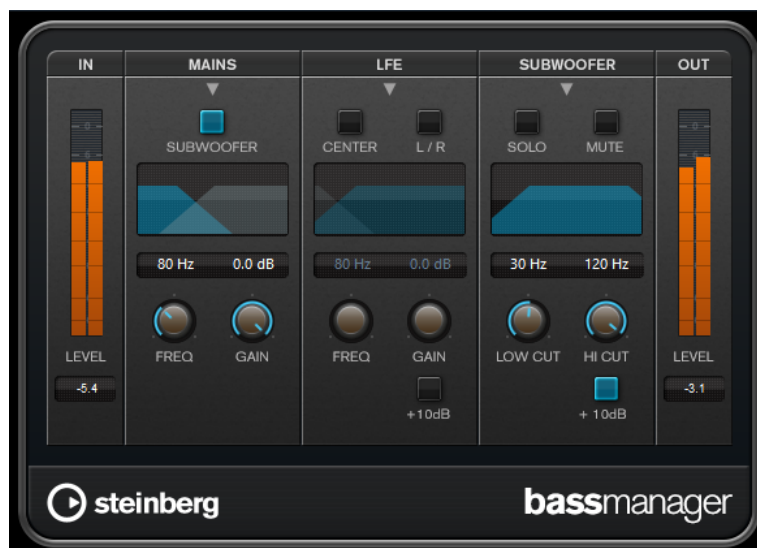 IN MAINS LFE SUBWOOFER OUT
SUBWOOFER CENTER L / R SOLO MUTE
80 Hz 0.0 dB 80 Hz 0.0 dB 30 Hz 120 Hz
LEVEL FREQ GAIN FREQ GAIN LOW CUT HI CUT LEVEL
-5.4 -3.1
+10dB + 10dB
steinberg bassmanager